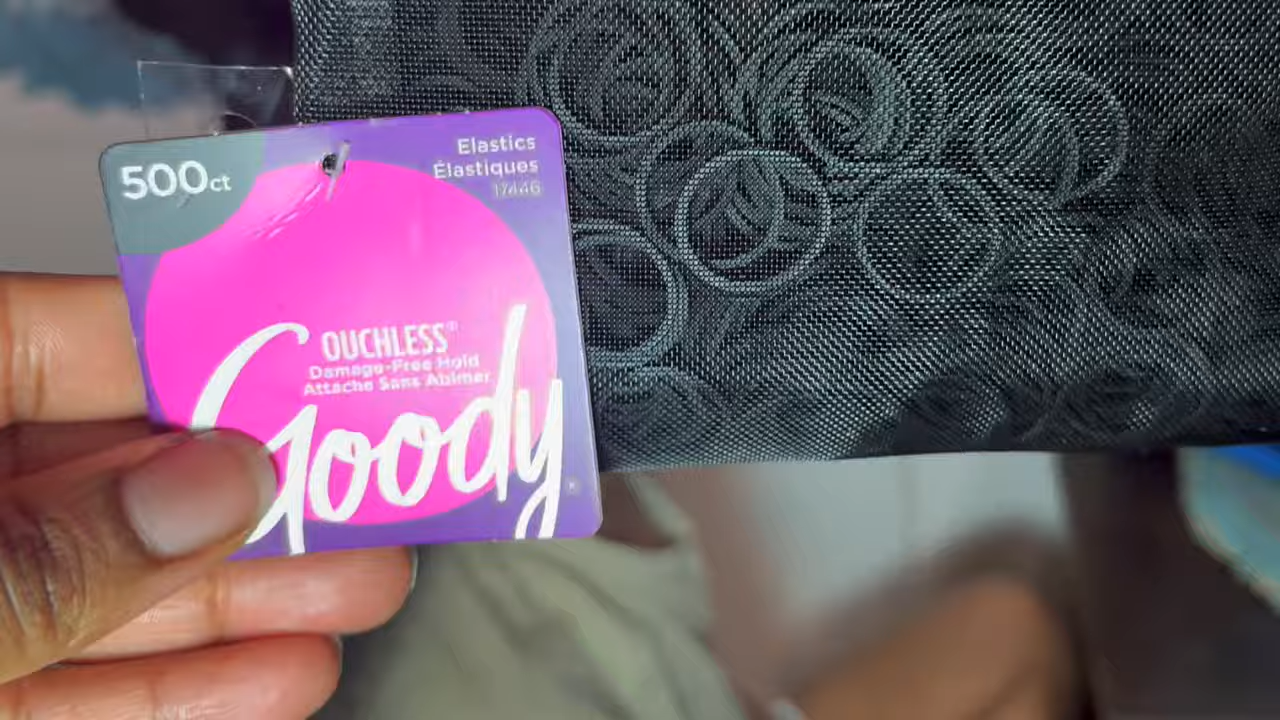 500ct
Elastics
Élastiques
17446
OUCHLESS®
Damage-Free Hold
Attache Sans Abîmer
Goody®